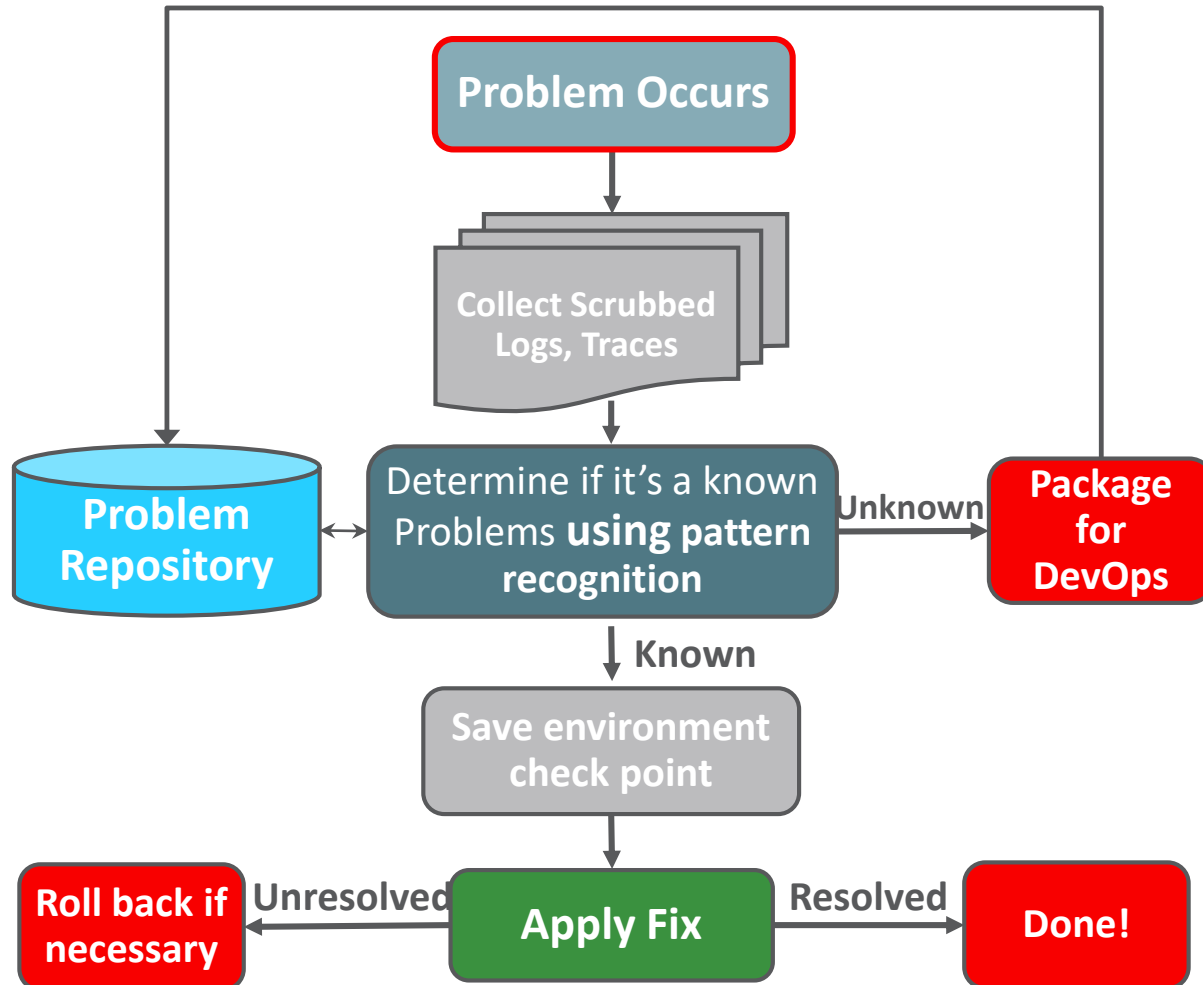 Problem Occurs
Collect Scrubbed
Logs, Traces
Problem
Repository
Determine if it’s a known
Problems using pattern
recognition
Unknown
Package
for
DevOps
Known
Save environment
check point
Roll back if
necessary
Unresolved
Apply Fix
Resolved
Done!